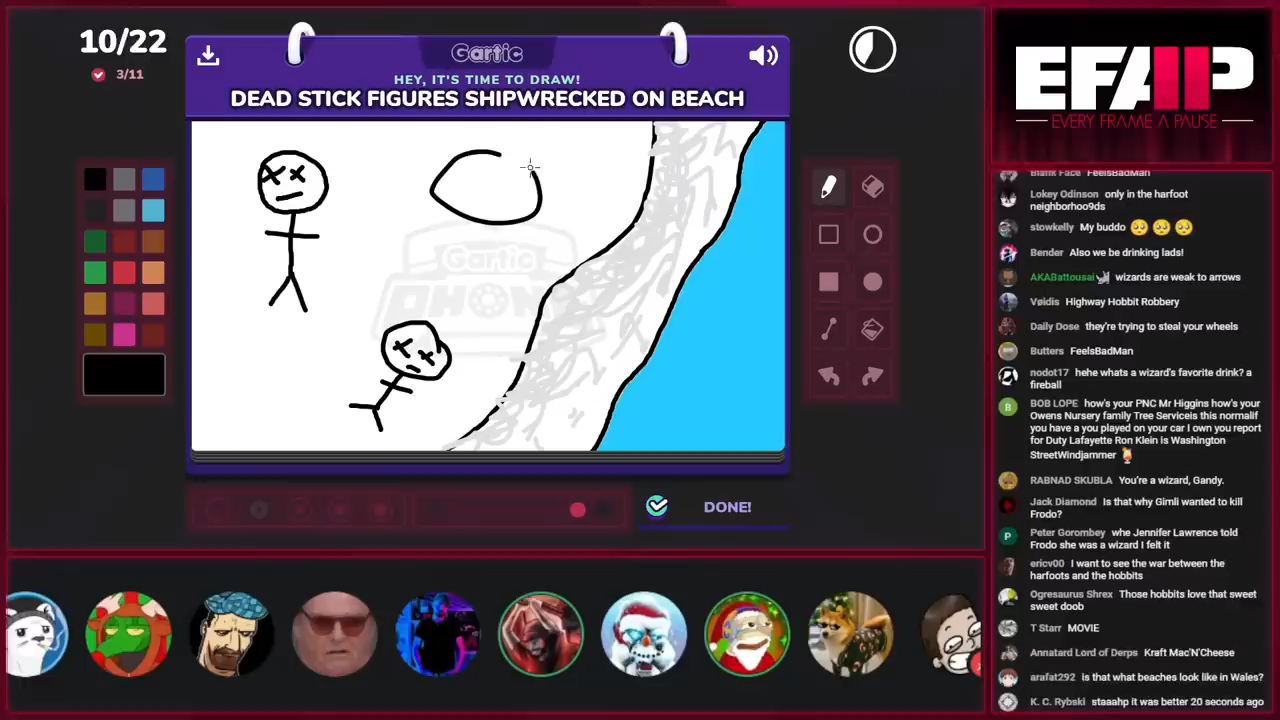 10/22
3/11
Gartic
HEY, IT'S TIME TO DRAW!
DEAD STICK FIGURES SHIPWRECKED ON BEACH
Gartic
PHONE
DONE!
EFAP
EVERY FRAME A PAUSE
Blank Face FeelsBadMan
Lokey Odinson only in the harfoot
neighborhoo9ds
stowkelly My buddo 🥺🥺🥺
Bender Also we be drinking lads!
AKABattousai wizards are weak to arrows
Vøidis Highway Hobbit Robbery
Daily Dose they're trying to steal your wheels
Butters FeelsBadMan
nodot17 hehe whats a wizard's favorite drink? a
fireball
B BOB LOPE how's your PNC Mr Higgins how's your
Owens Nursery family Tree Serviceis this normalif
you have a you played on your car I own you report
for Duty Lafayette Ron Klein is Washington
StreetWindjammer 🍹
RABNAD SKUBLA You're a wizard, Gandy.
Jack Diamond Is that why Gimli wanted to kill
Frodo?
P Peter Gorombey whe Jennifer Lawrence told
Frodo she was a wizard I felt it
ericv00 I want to see the war between the
harfoots and the hobbits
Ogresaurus Shrex Those hobbits love that sweet
sweet doob
T Starr MOVIE
Annatard Lord of Derps Kraft Mac'N'Cheese
arafat292 is that what beaches look like in Wales?
K. C. Rybski staaahp it was better 20 seconds ago